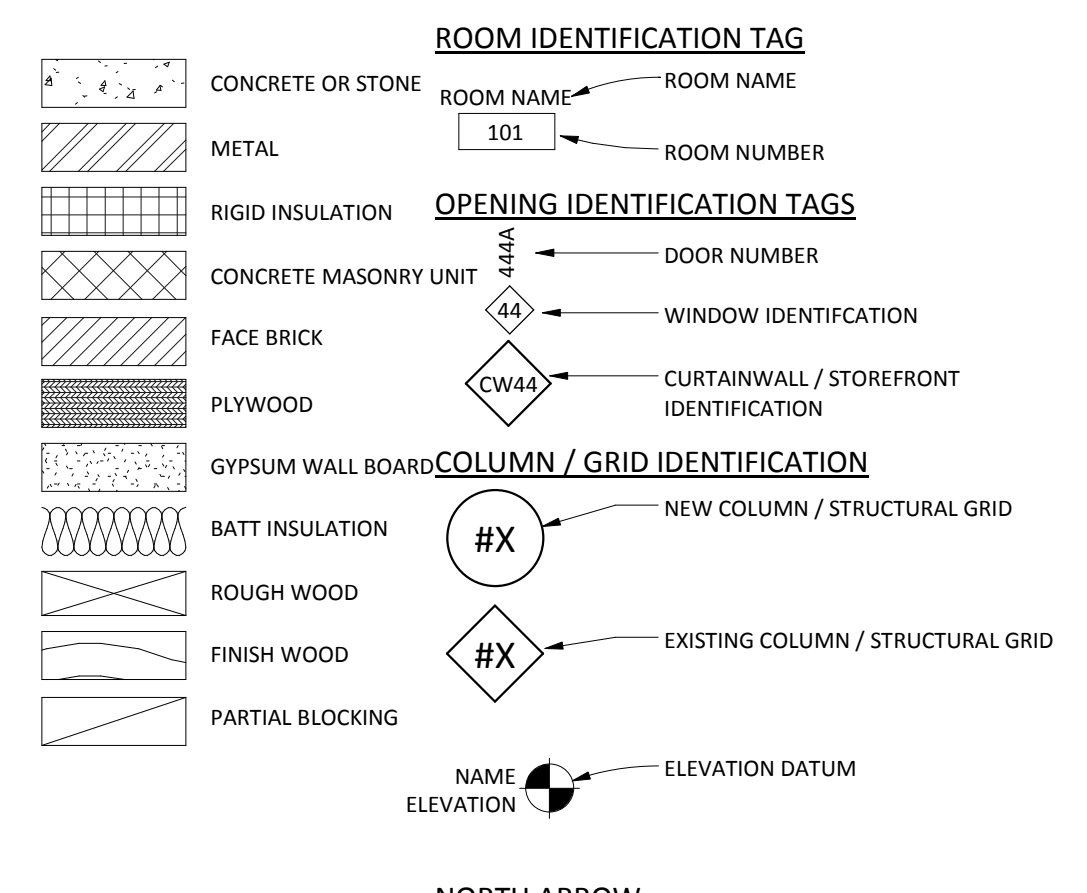 CONCRETE OR STONE
METAL
RIGID INSULATION
CONCRETE MASONRY UNIT
FACE BRICK
PLYWOOD
GYPSUM WALL BOARD
BATT INSULATION
ROUGH WOOD
FINISH WOOD
PARTIAL BLOCKING
ROOM IDENTIFICATION TAG
ROOM NAME
ROOM NAME
101
ROOM NUMBER
OPENING IDENTIFICATION TAGS
444A
DOOR NUMBER
44
WINDOW IDENTIFCATION
CW44
CURTAINWALL / STOREFRONT
IDENTIFICATION
COLUMN / GRID IDENTIFICATION
#X
NEW COLUMN / STRUCTURAL GRID
#X
EXISTING COLUMN / STRUCTURAL GRID
NAME
ELEVATION
ELEVATION DATUM
NORTH ARROW